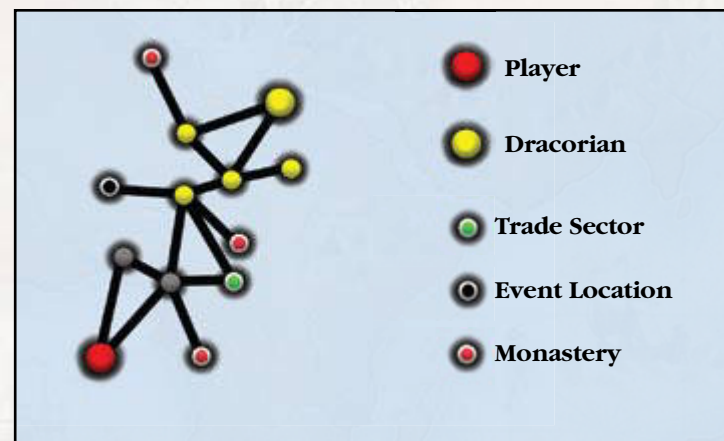 Player
Dracorian
Trade Sector
Event Location
Monastery